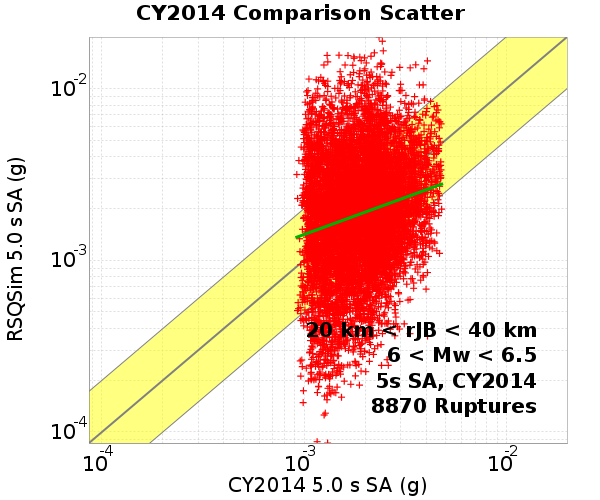 CY2014 Comparison Scatter
RSQSim 5.0 s SA (g)
10-2
10-3
10-4
20 km < rJB < 40 km
6 < Mw < 6.5
5s SA, CY2014
8870 Ruptures
10-4 10-3 10-2
CY2014 5.0 s SA (g)